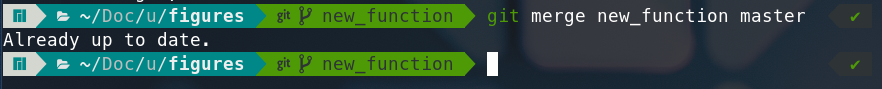 ~/Doc/u/figures git new_function git merge new_function master ✔
Already up to date.
~/Doc/u/figures git new_function ✔